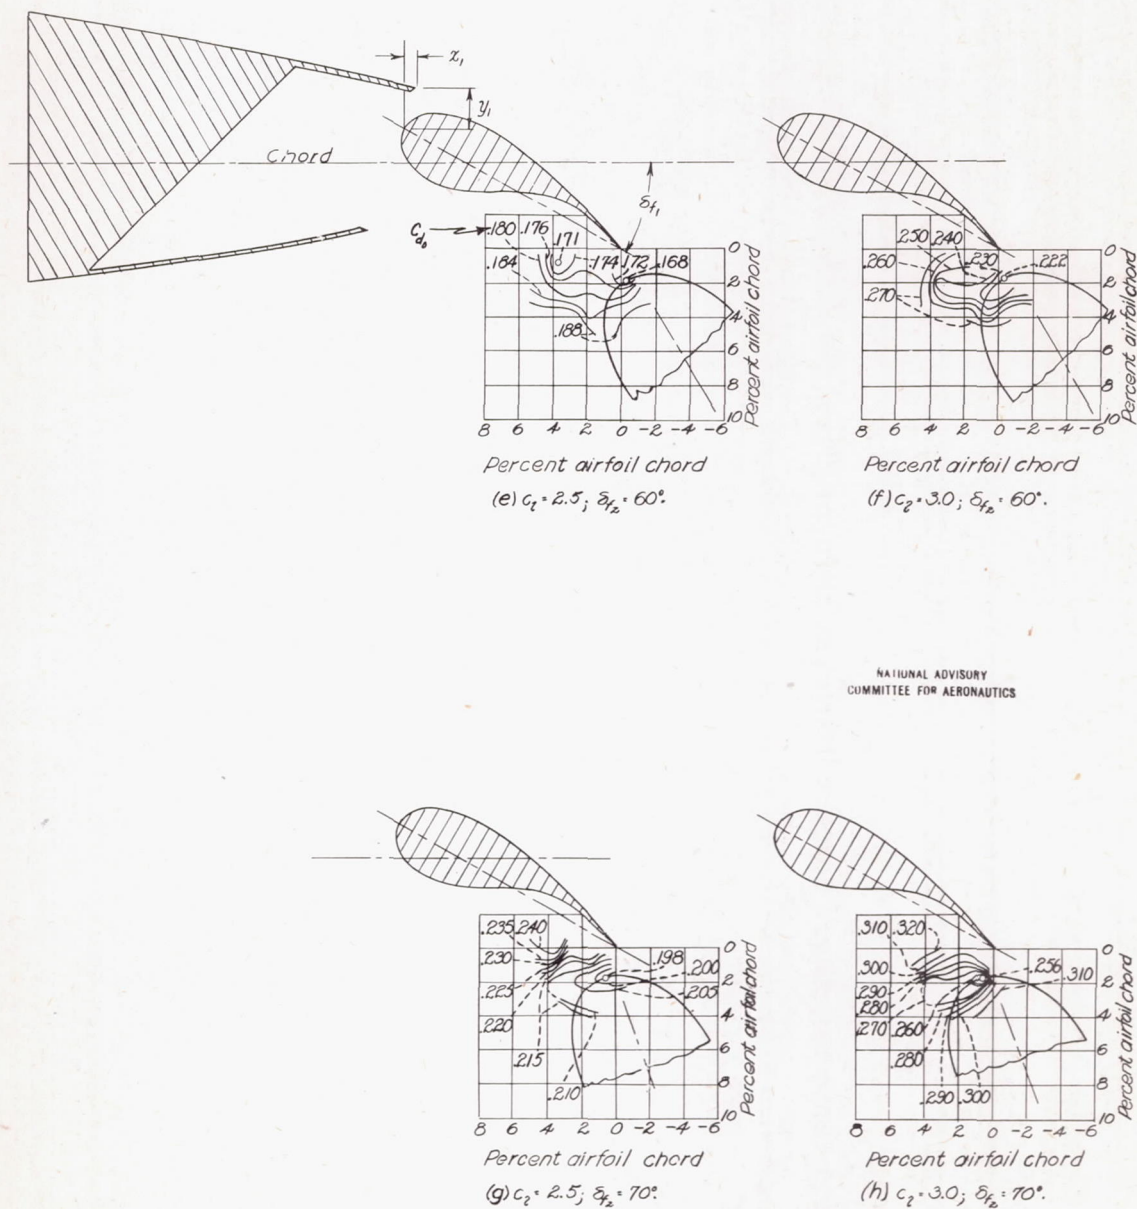 x₁
y₁
Chord
δf₁
Cd₀
.180 .176
.171
.184
.174 .172 .168
.188
0
2
4
6
8
10
Percent airfoil chord
8 6 4 2 0 -2 -4 -6
Percent airfoil chord
(e) cl = 2.5; δf₂ = 60°.
.250 .240
.260
.230
.222
.270
0
2
4
6
8
10
Percent airfoil chord
8 6 4 2 0 -2 -4 -6
Percent airfoil chord
(f) cl = 3.0; δf₂ = 60°.
NATIONAL ADVISORY
COMMITTEE FOR AERONAUTICS
.235 .240
.230
.198
.200
.225
.205
.220
.215
.210
0
2
4
6
8
10
Percent airfoil chord
8 6 4 2 0 -2 -4 -6
Percent airfoil chord
(g) cl = 2.5; δf₂ = 70°.
.310 .320
.300
.256
.310
.290
.280
.270 .260
.280
.290 .300
0
2
4
6
8
10
Percent airfoil chord
8 6 4 2 0 -2 -4 -6
Percent airfoil chord
(h) cl = 3.0; δf₂ = 70°.